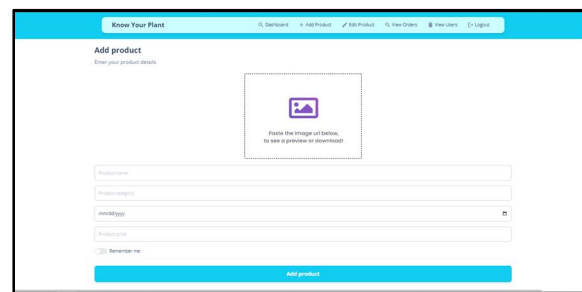 Know Your Plant
Dashboard
+ Add Product
Edit Product
View Orders
View Users
Logout
Add product
Enter your product details
Paste the image url below,
to see a preview or download!
Product name
Product category
mm/dd/yyyy
Product price
Remember me
Add product